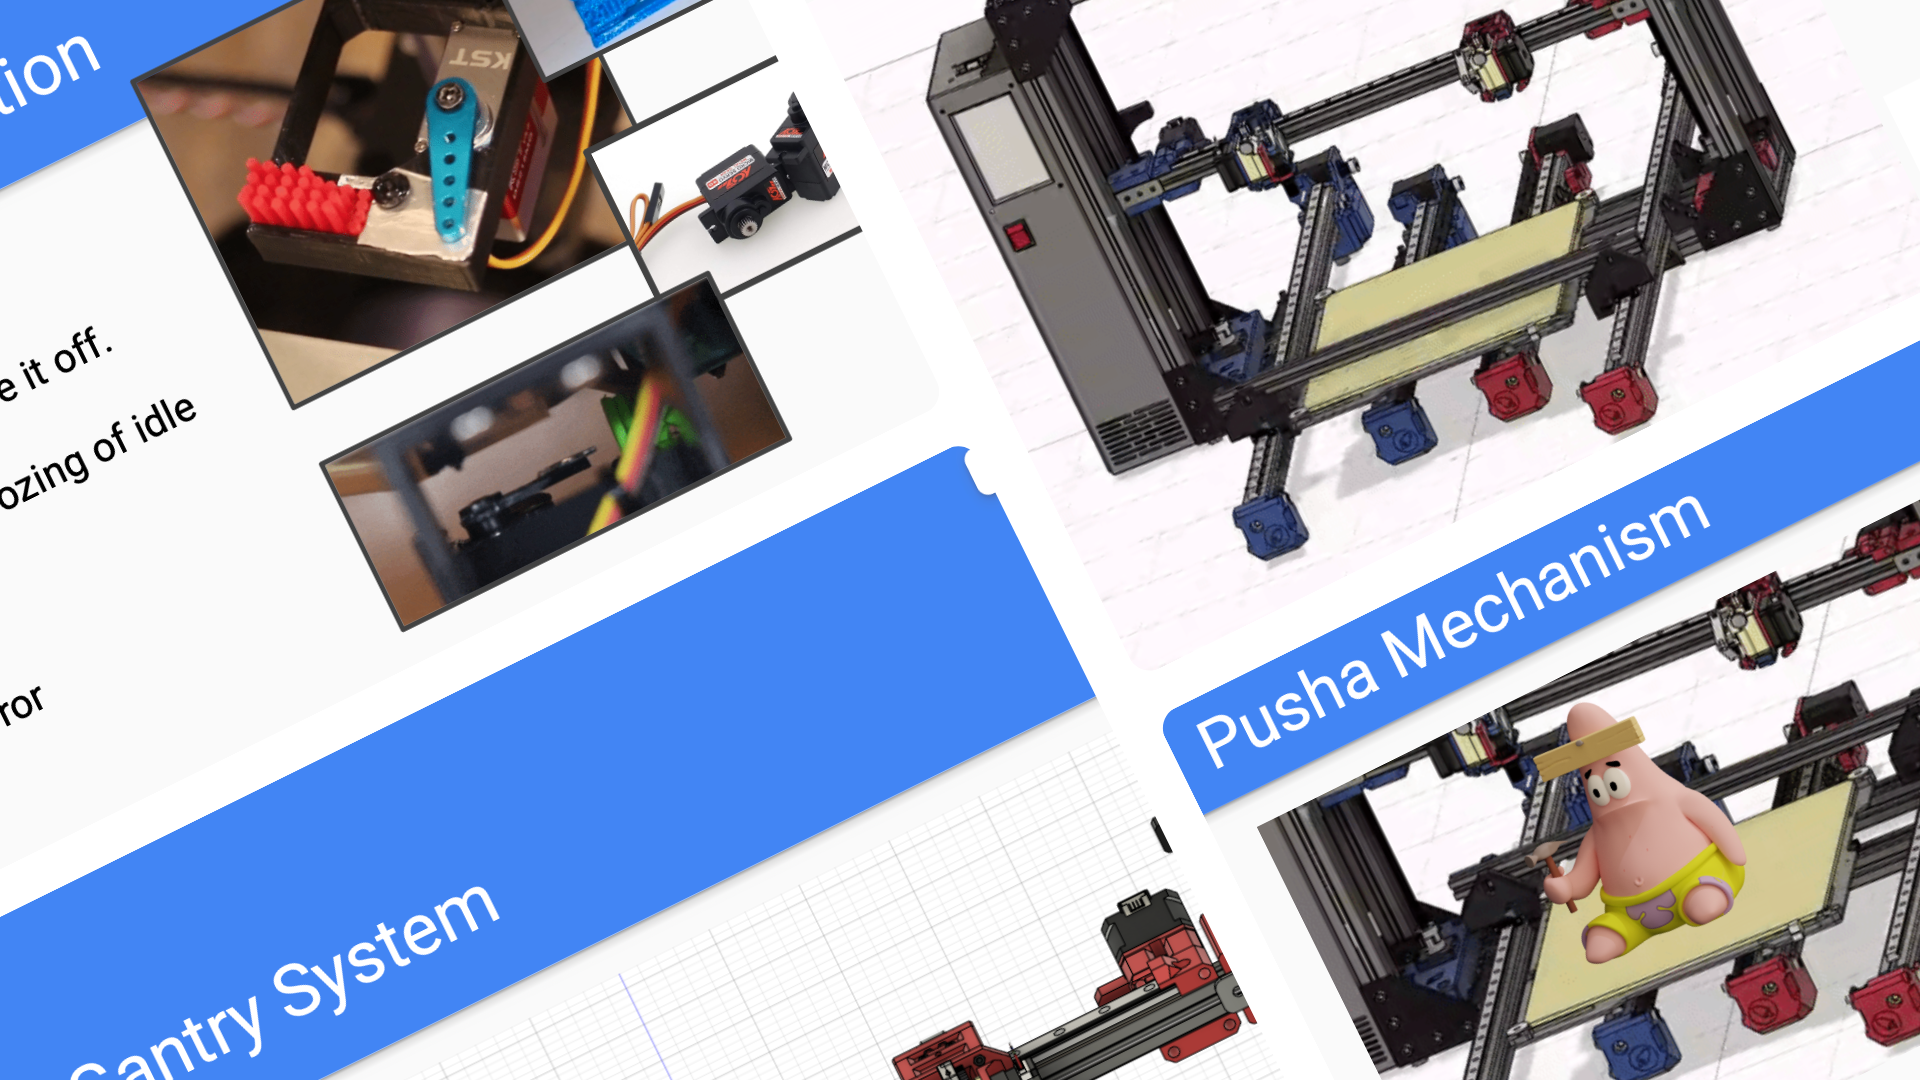 tion
KST
e it off.
ozing of idle
ror
Gantry System
Pusha Mechanism